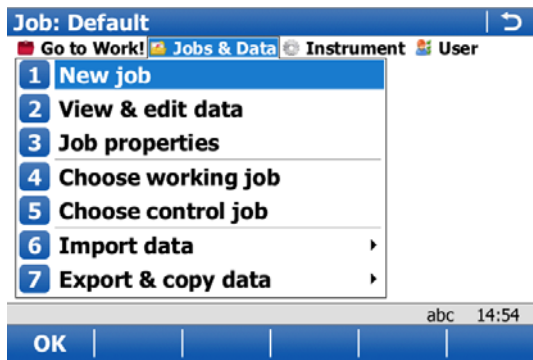 Job: Default
Go to Work! Jobs & Data Instrument User
1 New job
2 View & edit data
3 Job properties
4 Choose working job
5 Choose control job
6 Import data
7 Export & copy data
abc 14:54
OK